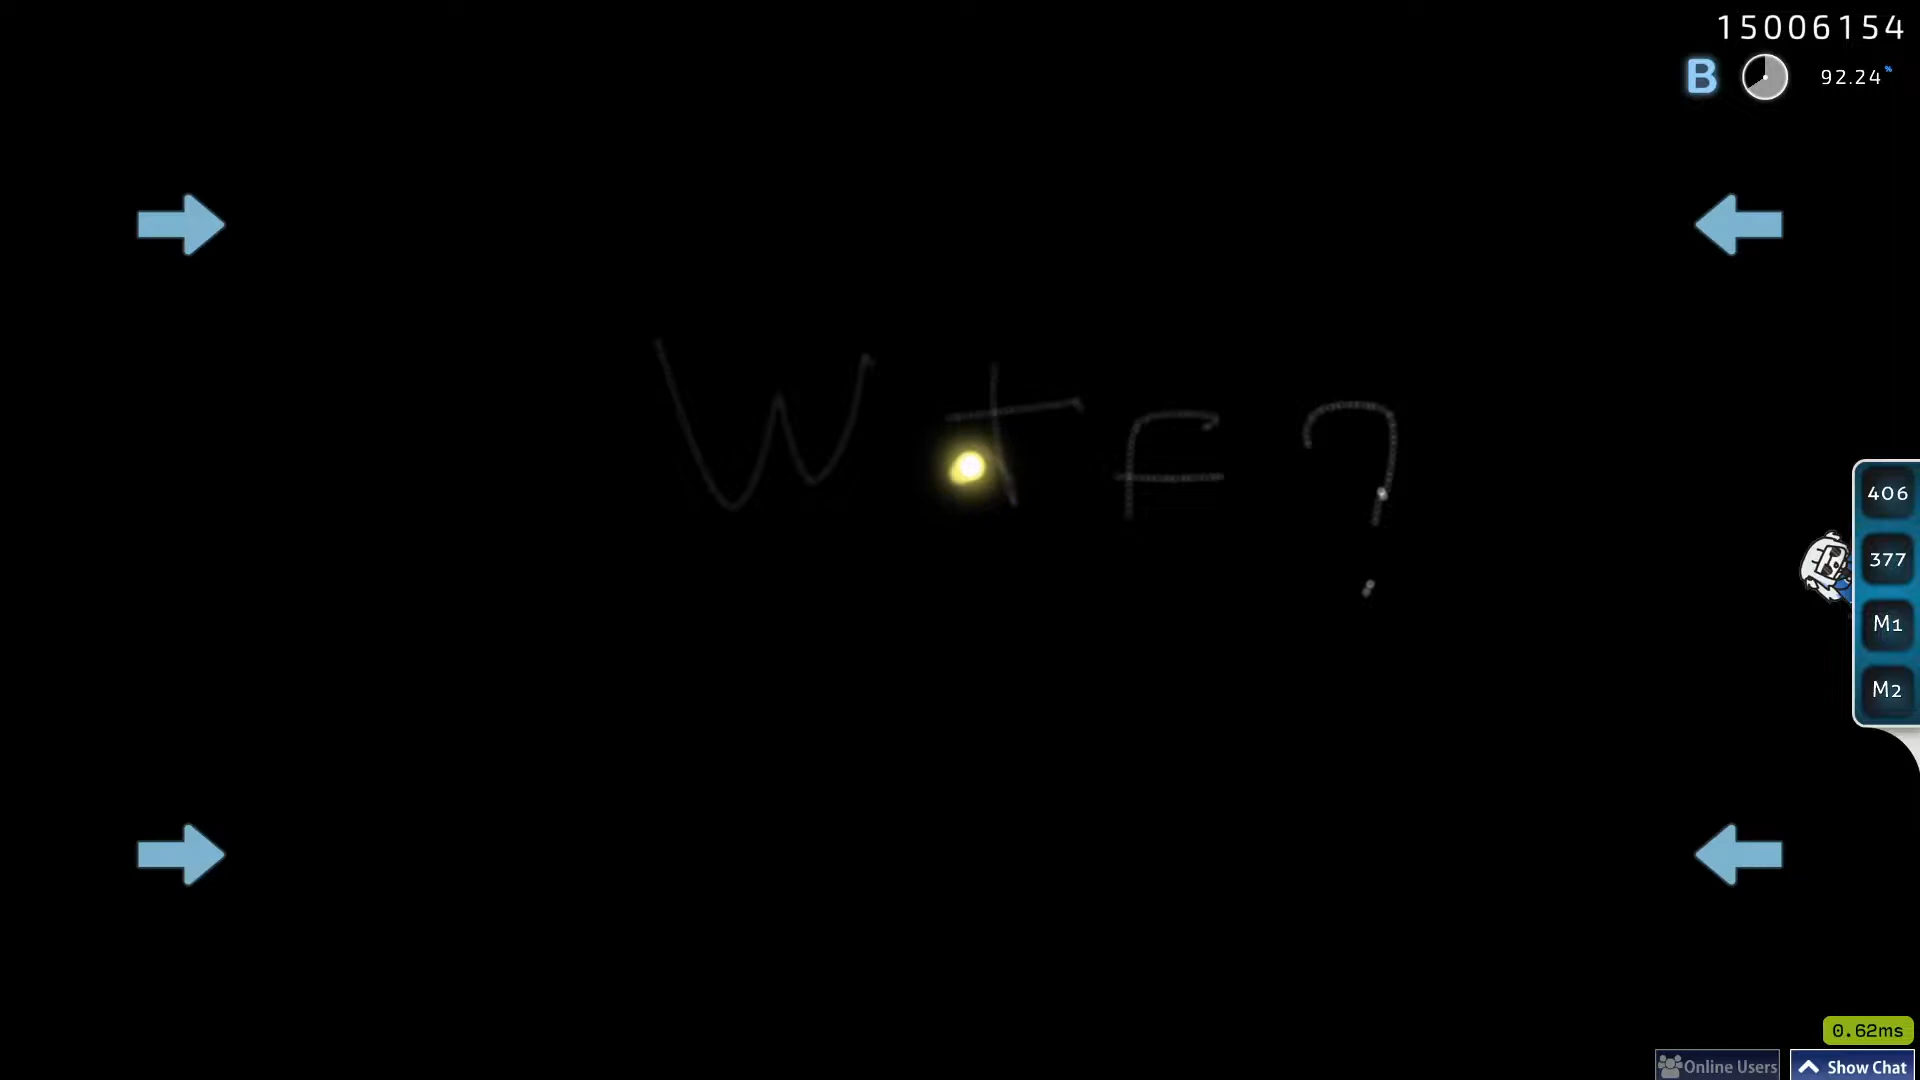 15006154
B 92.24%
WtF?
406
377
M1
M2
0.62ms
Online Users Show Chat